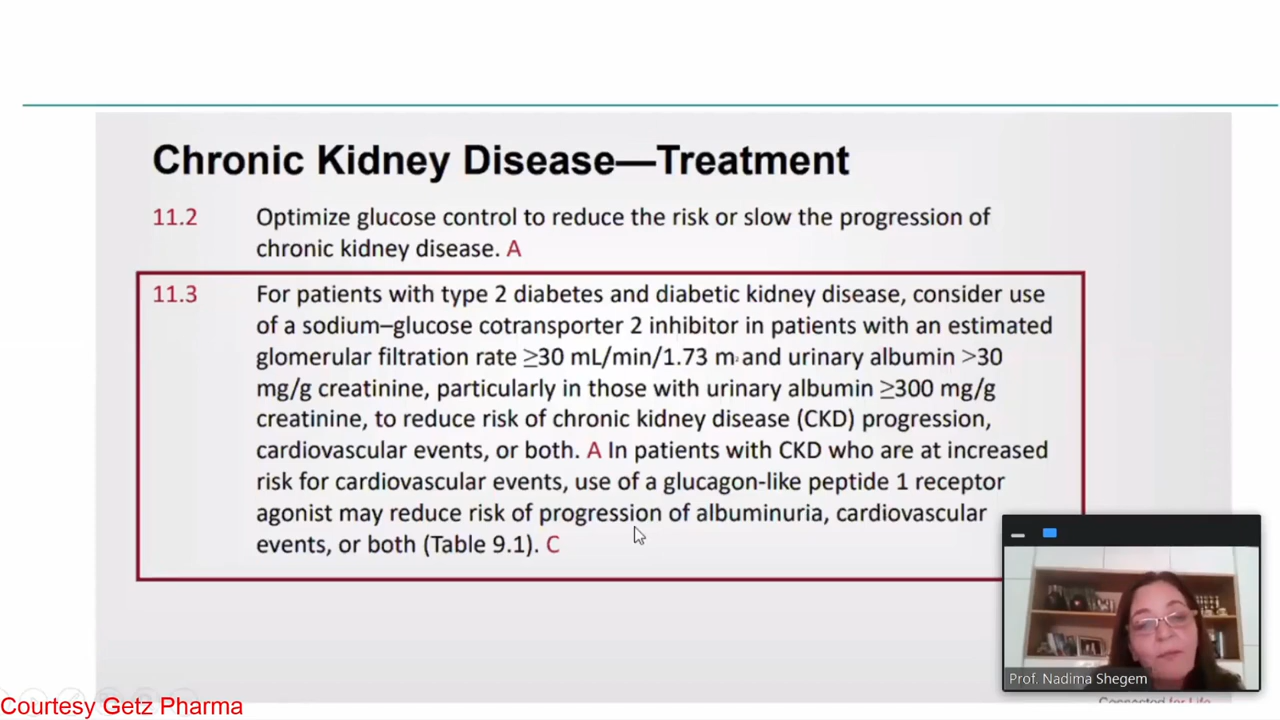 Chronic Kidney Disease—Treatment
11.2 Optimize glucose control to reduce the risk or slow the progression of
chronic kidney disease. A
11.3 For patients with type 2 diabetes and diabetic kidney disease, consider use
of a sodium–glucose cotransporter 2 inhibitor in patients with an estimated
glomerular filtration rate ≥30 mL/min/1.73 m and urinary albumin >30
mg/g creatinine, particularly in those with urinary albumin ≥300 mg/g
creatinine, to reduce risk of chronic kidney disease (CKD) progression,
cardiovascular events, or both. A In patients with CKD who are at increased
risk for cardiovascular events, use of a glucagon-like peptide 1 receptor
agonist may reduce risk of progression of albuminuria, cardiovascular
events, or both (Table 9.1). C
Prof. Nadima Shegem
Connected for Life
Courtesy Getz Pharma